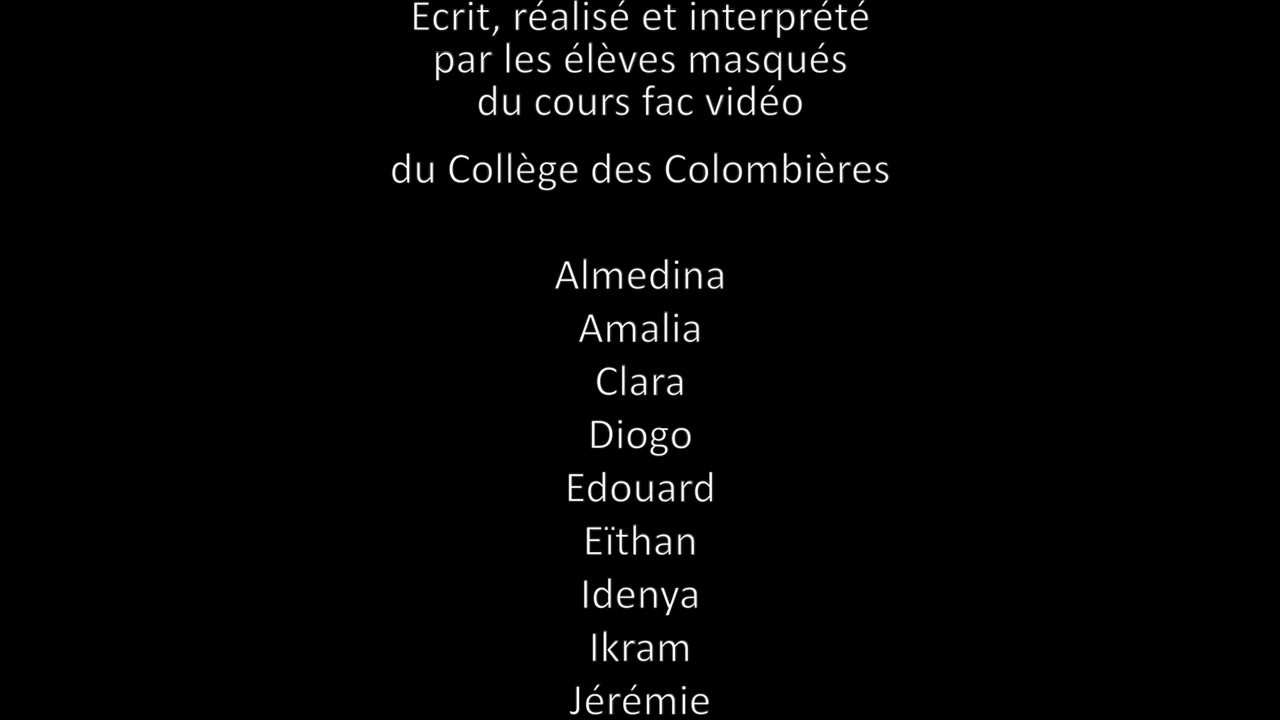 Ecrit, réalisé et interprété
par les élèves masqués
du cours fac vidéo
du Collège des Colombières
Almedina
Amalia
Clara
Diogo
Edouard
Eïthan
Idenya
Ikram
Jérémie